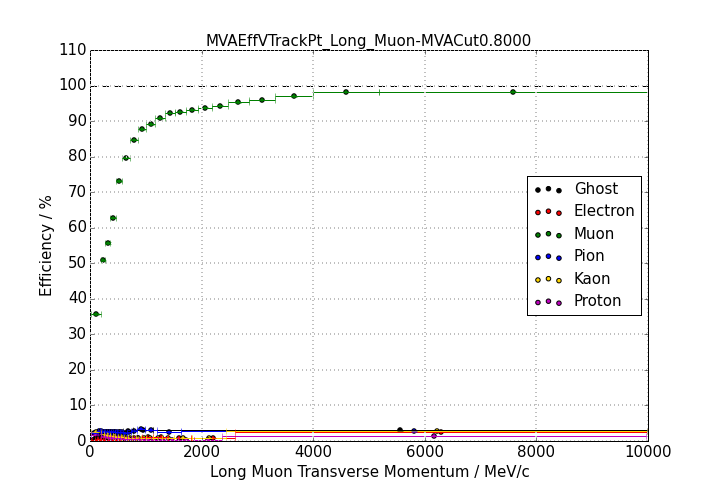 MVAEffVTrackPt_Long_Muon-MVACut0.8000
110
100
90
80
70
60
50
40
30
20
10
0
Efficiency / %
Ghost
Electron
Muon
Pion
Kaon
Proton
0 2000 4000 6000 8000 10000
Long Muon Transverse Momentum / MeV/c